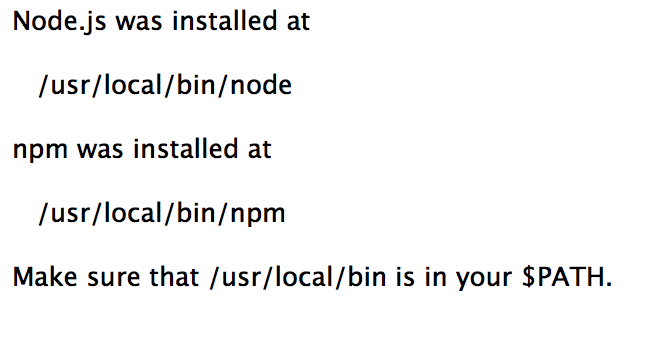 Node.js was installed at
/usr/local/bin/node
npm was installed at
/usr/local/bin/npm
Make sure that /usr/local/bin is in your $PATH.